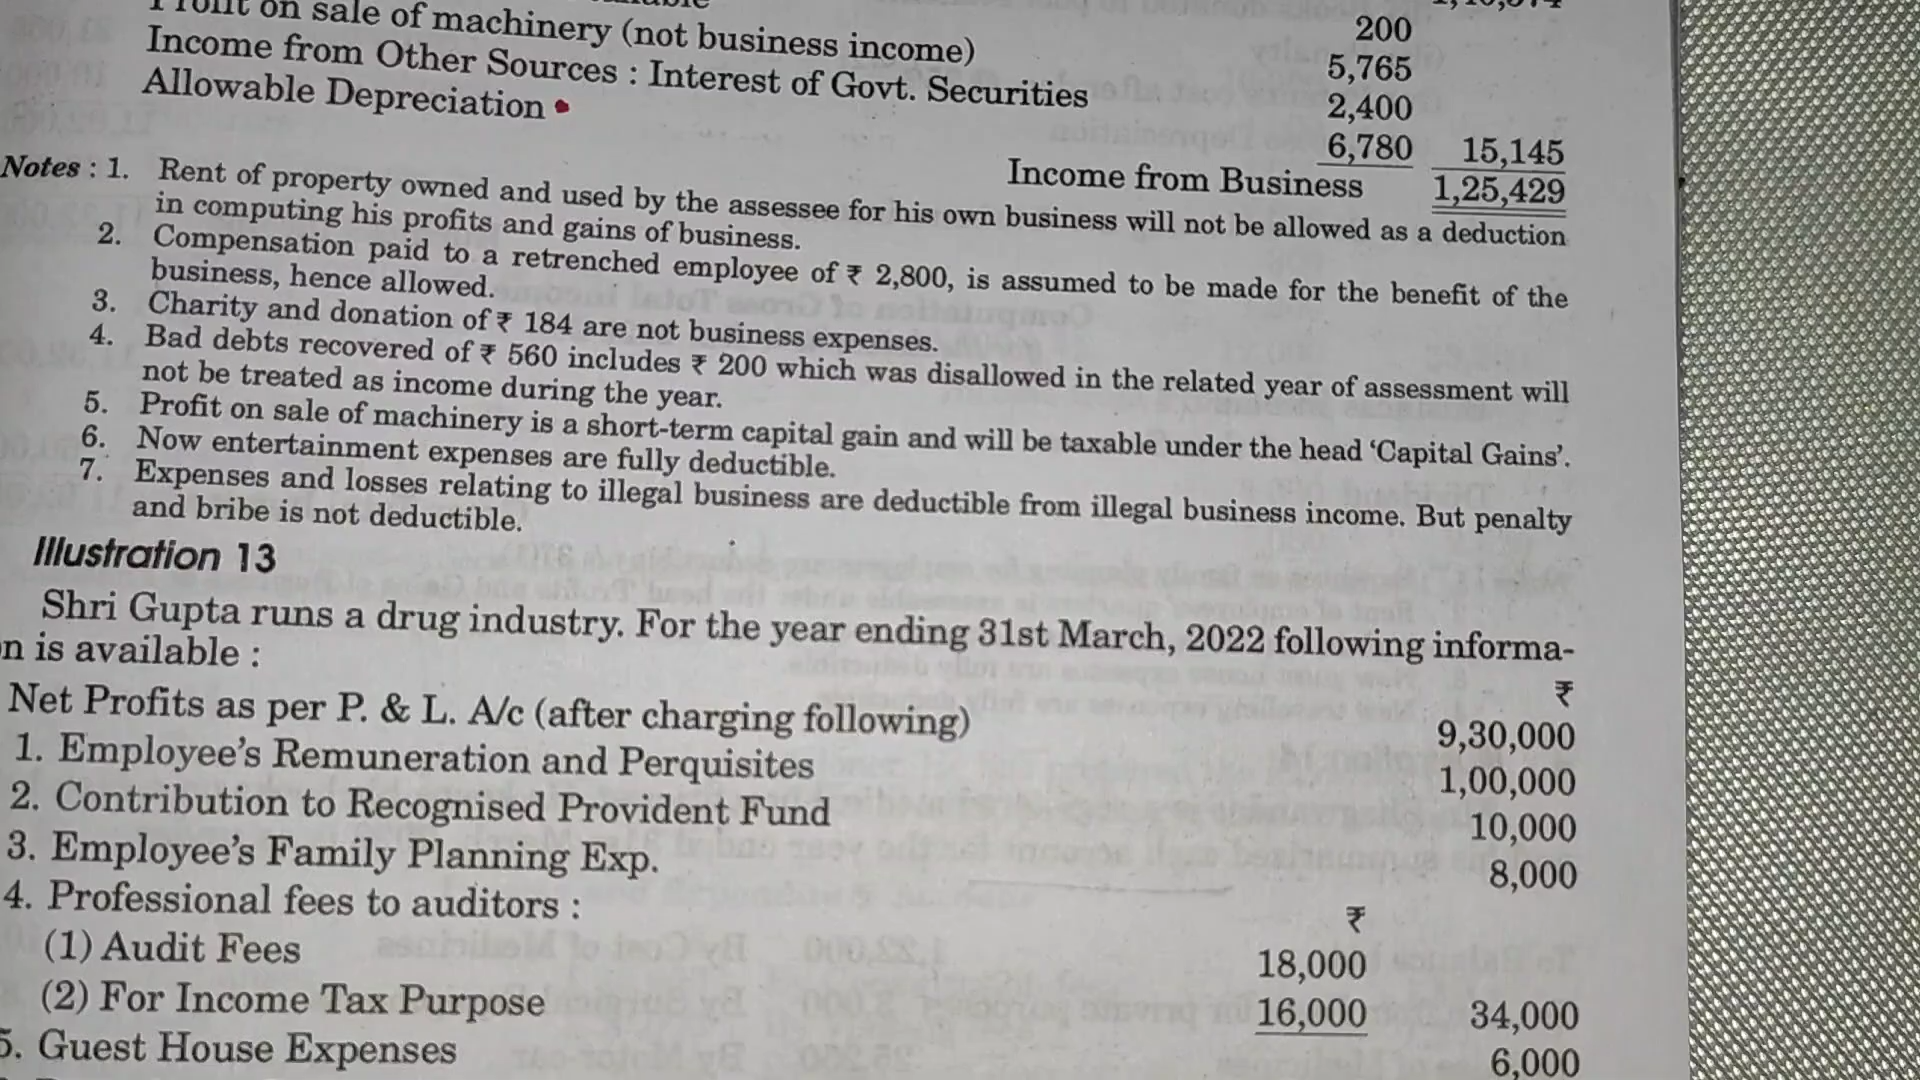 Profit on sale of machinery (not business income) 200
Income from Other Sources : Interest of Govt. Securities 5,765
Allowable Depreciation 2,400
6,780 15,145
Income from Business 1,25,429
Notes : 1. Rent of property owned and used by the assessee for his own business will not be allowed as a deduction
in computing his profits and gains of business.
2. Compensation paid to a retrenched employee of ₹ 2,800, is assumed to be made for the benefit of the
business, hence allowed.
3. Charity and donation of ₹ 184 are not business expenses.
4. Bad debts recovered of ₹ 560 includes ₹ 200 which was disallowed in the related year of assessment will
not be treated as income during the year.
5. Profit on sale of machinery is a short-term capital gain and will be taxable under the head ‘Capital Gains’.
6. Now entertainment expenses are fully deductible.
7. Expenses and losses relating to illegal business are deductible from illegal business income. But penalty
and bribe is not deductible.
Illustration 13
Shri Gupta runs a drug industry. For the year ending 31st March, 2022 following informa-
n is available :
₹
Net Profits as per P. & L. A/c (after charging following) 9,30,000
1. Employee’s Remuneration and Perquisites 1,00,000
2. Contribution to Recognised Provident Fund 10,000
3. Employee’s Family Planning Exp. 8,000
4. Professional fees to auditors : ₹
(1) Audit Fees 18,000
(2) For Income Tax Purpose 16,000 34,000
5. Guest House Expenses 6,000